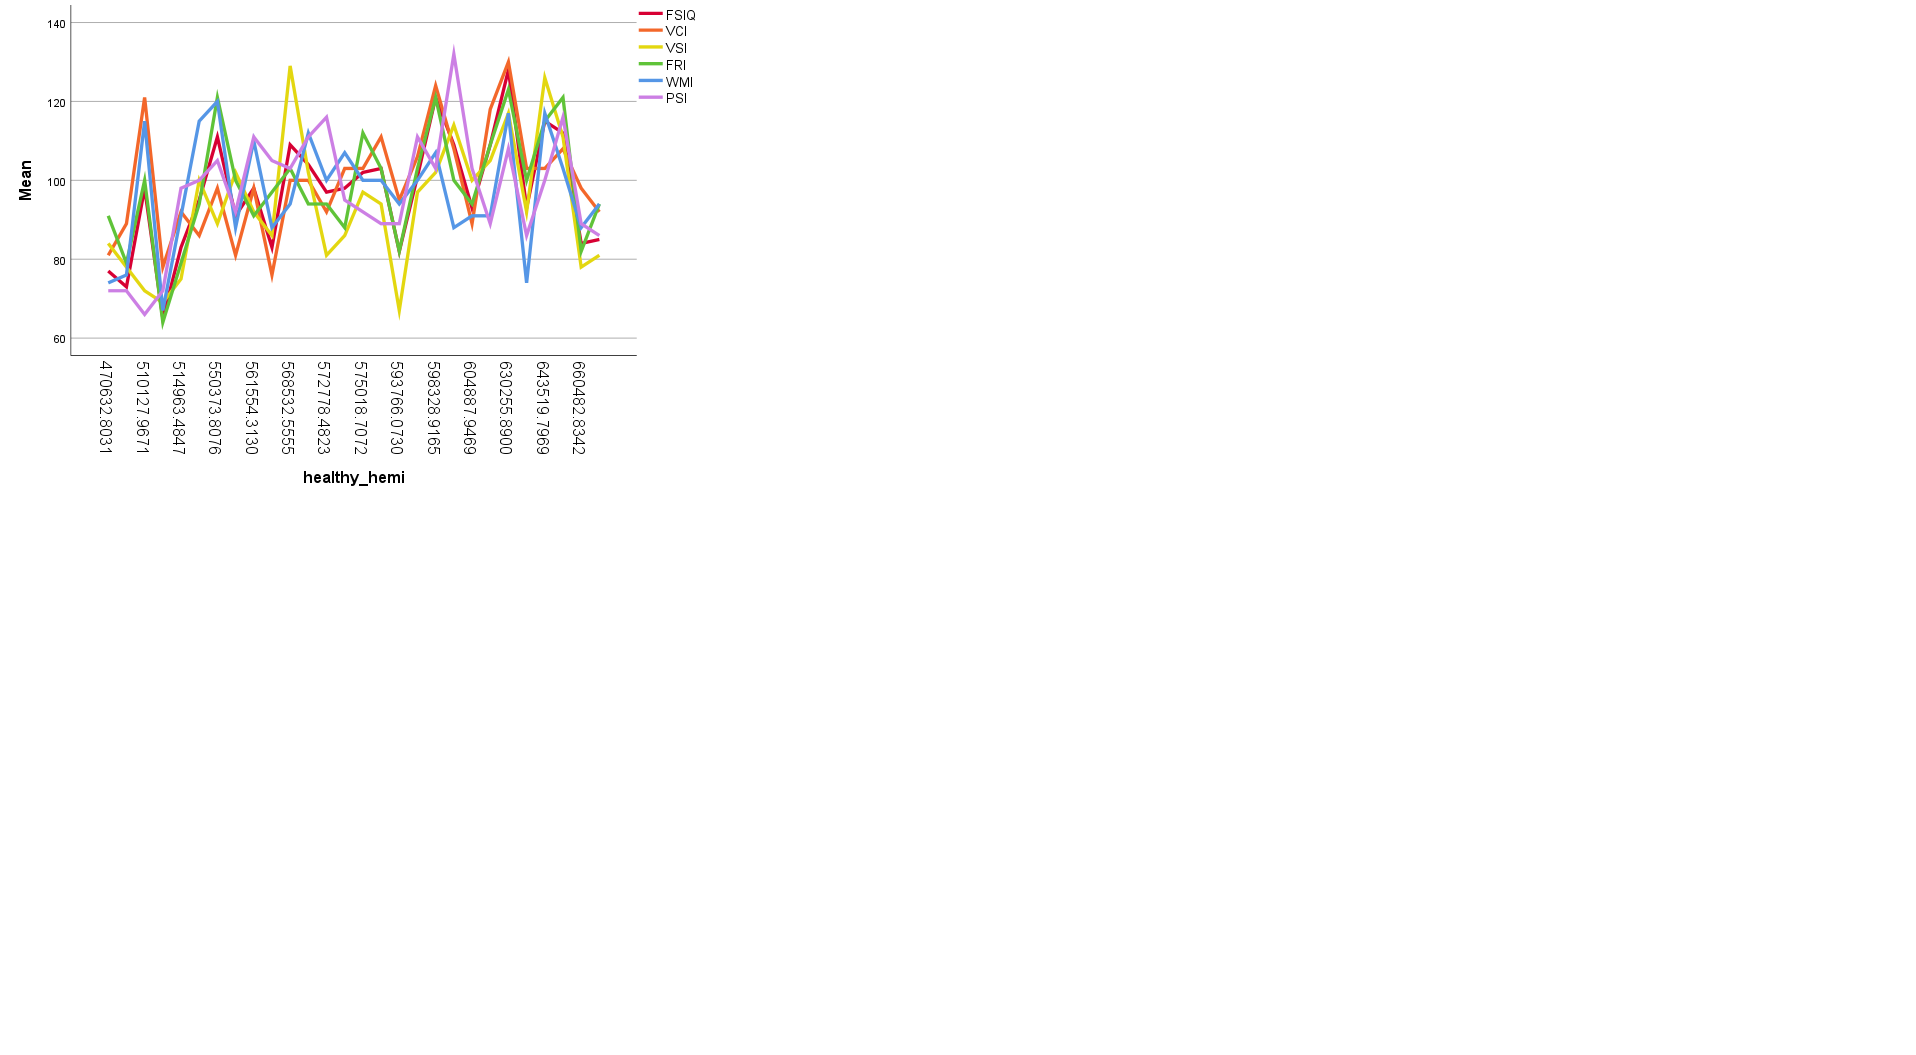 140
120
100
80
60
Mean
FSIQ
VCI
VSI
FRI
WMI
PSI
470632.8031
510127.9671
514963.4847
550373.8076
561554.3130
568532.5555
572778.4823
575018.7072
593766.0730
598328.9165
604887.9469
630255.8900
643519.7969
660482.8342
healthy_hemi